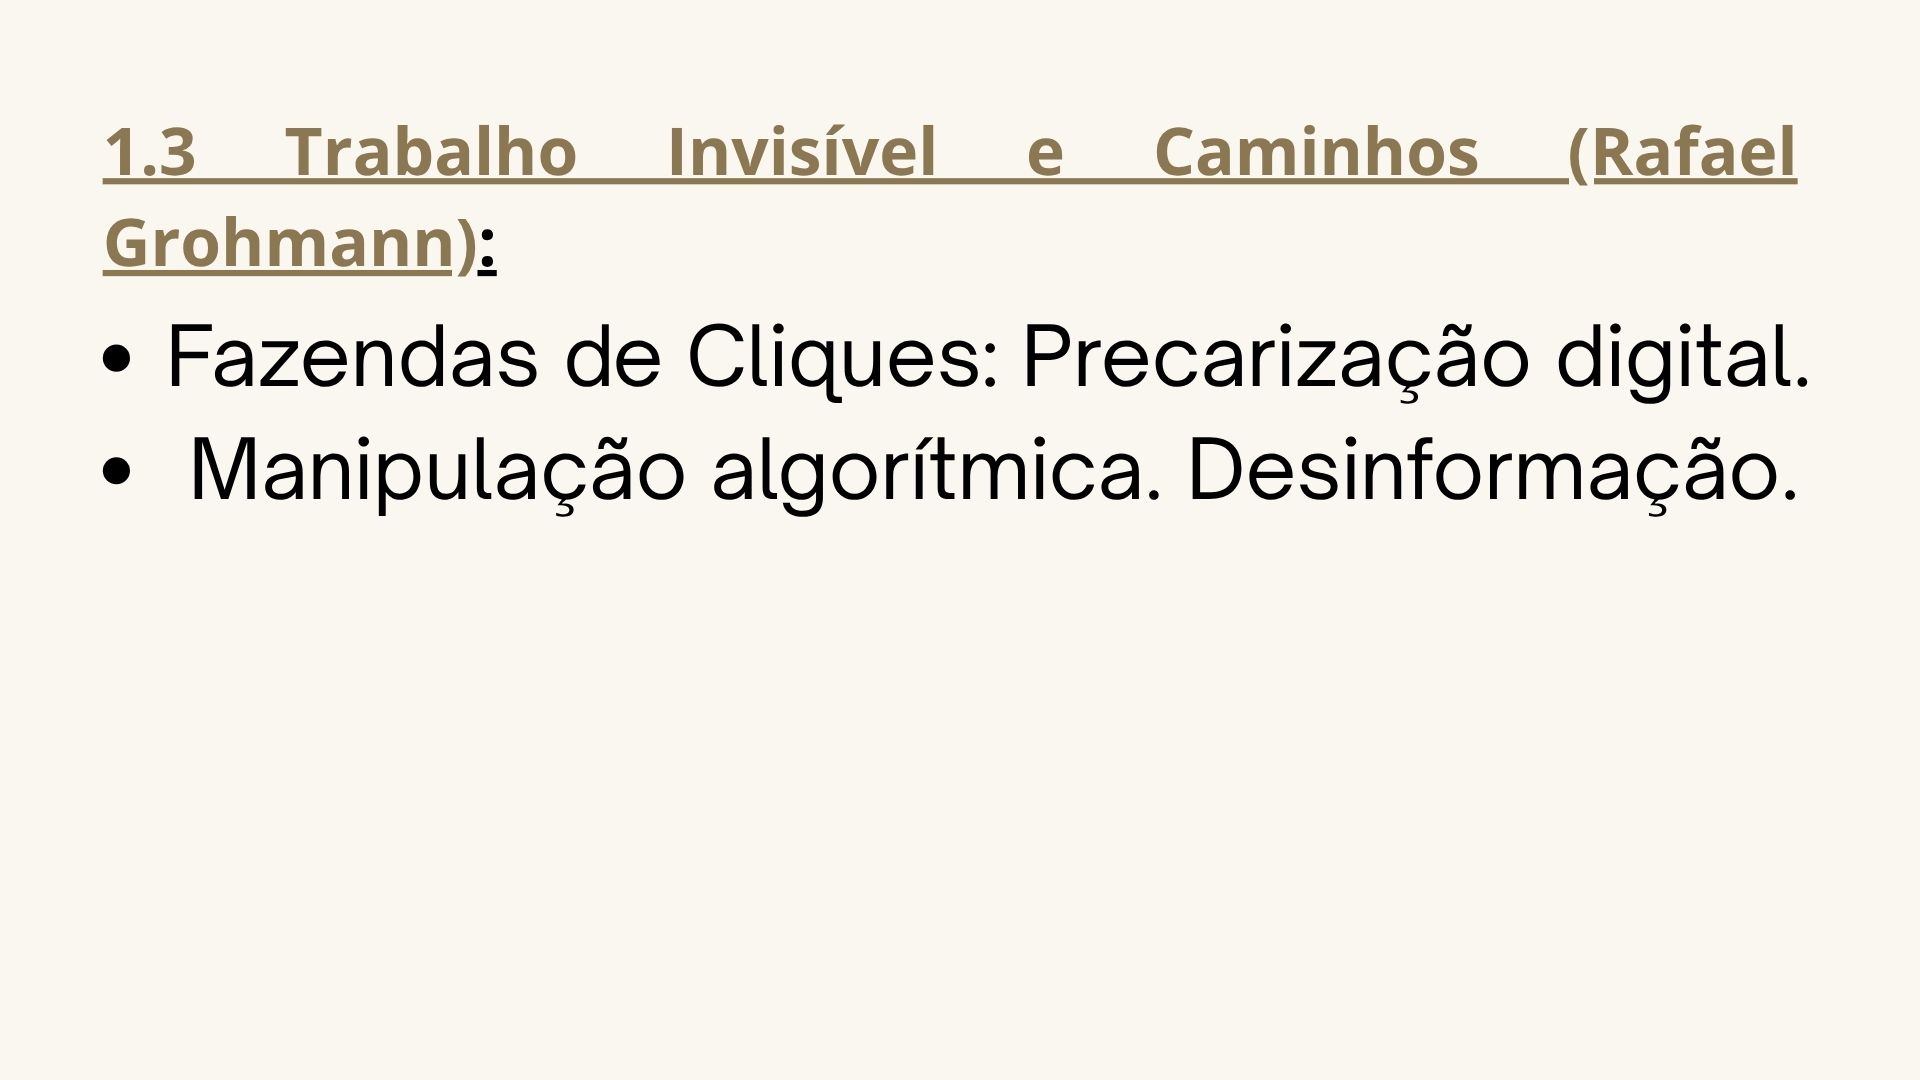 1.3 Trabalho Invisível e Caminhos (Rafael
Grohmann):
• Fazendas de Cliques: Precarização digital.
• Manipulação algorítmica. Desinformação.